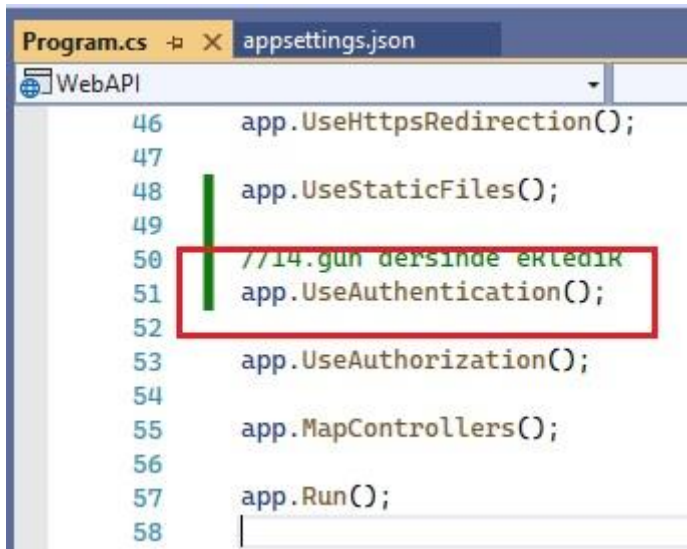 Program.cs appsettings.json
WebAPI
46 app.UseHttpsRedirection();
47
48 app.UseStaticFiles();
49
50 //14.gün dersinde ekledik
51 app.UseAuthentication();
52
53 app.UseAuthorization();
54
55 app.MapControllers();
56
57 app.Run();
58